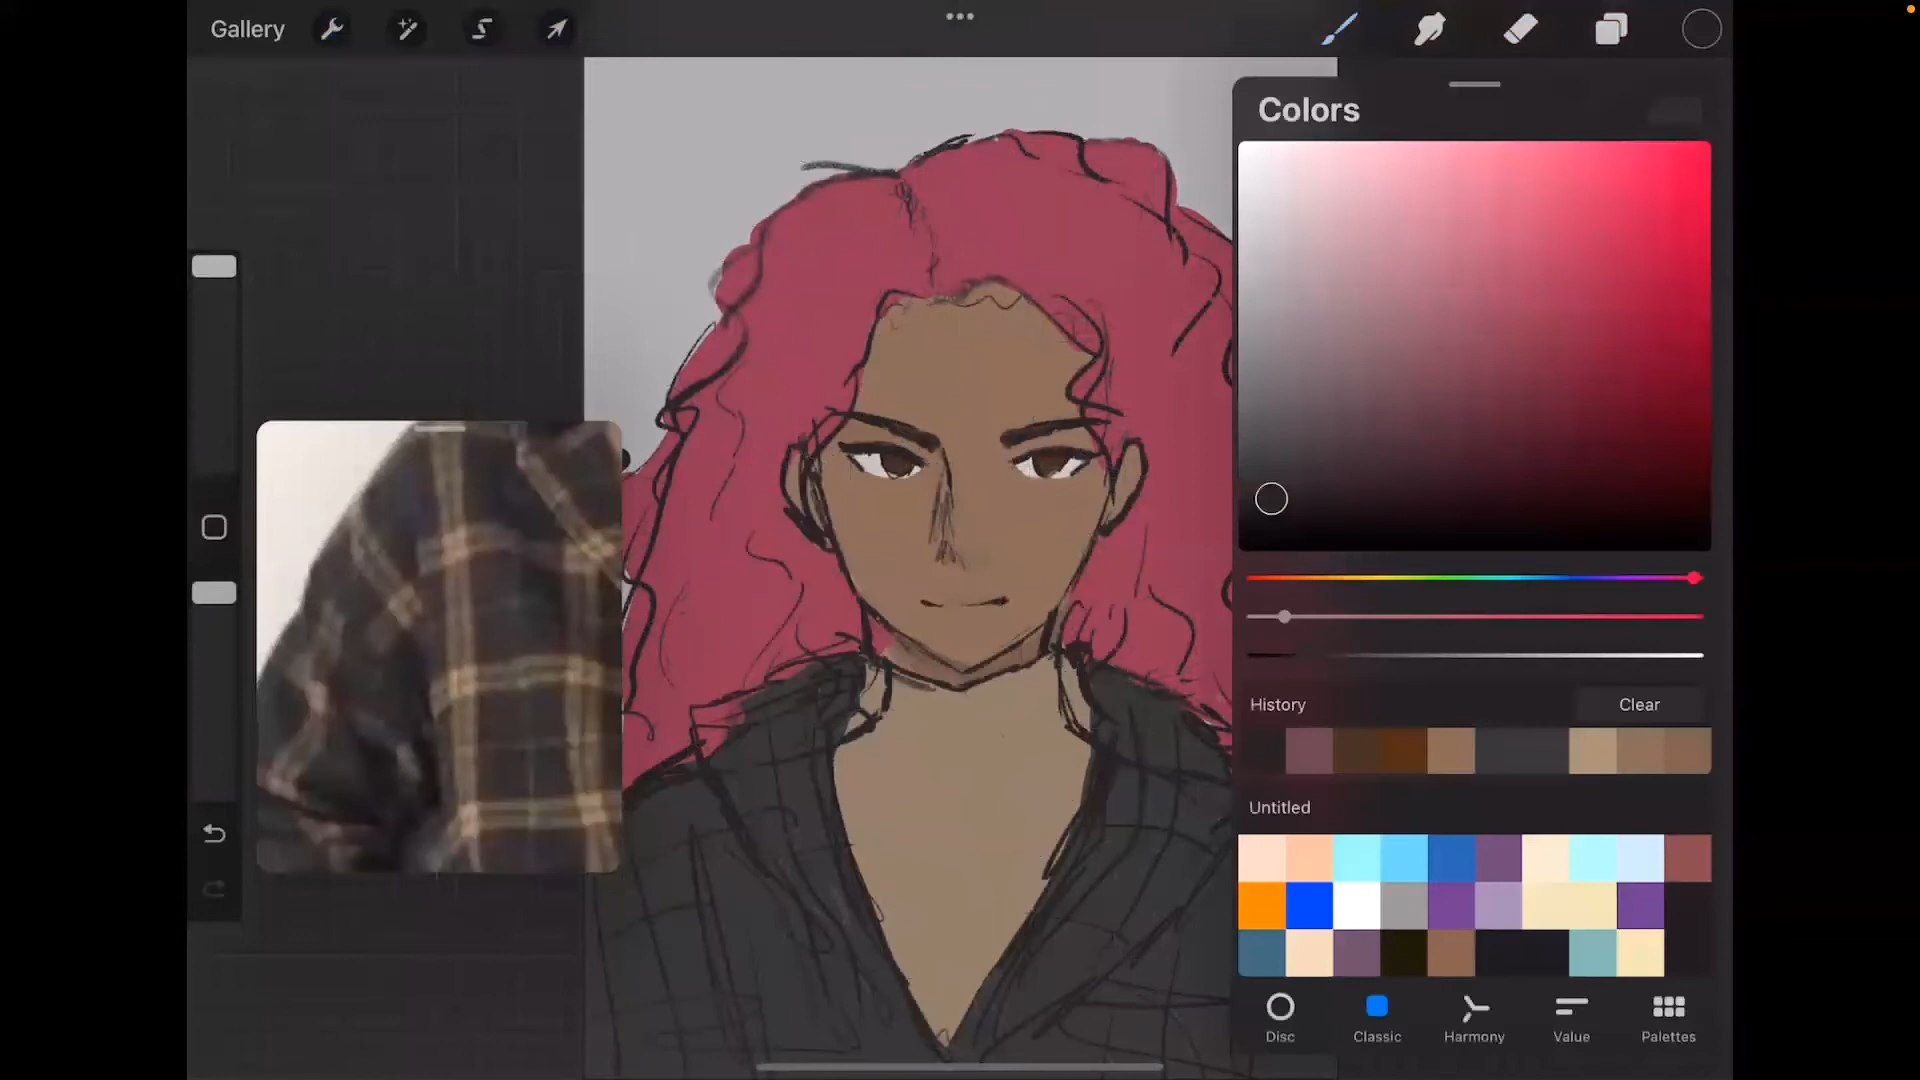 Gallery
Colors
History Clear
Untitled
Disc Classic Harmony Value Palettes